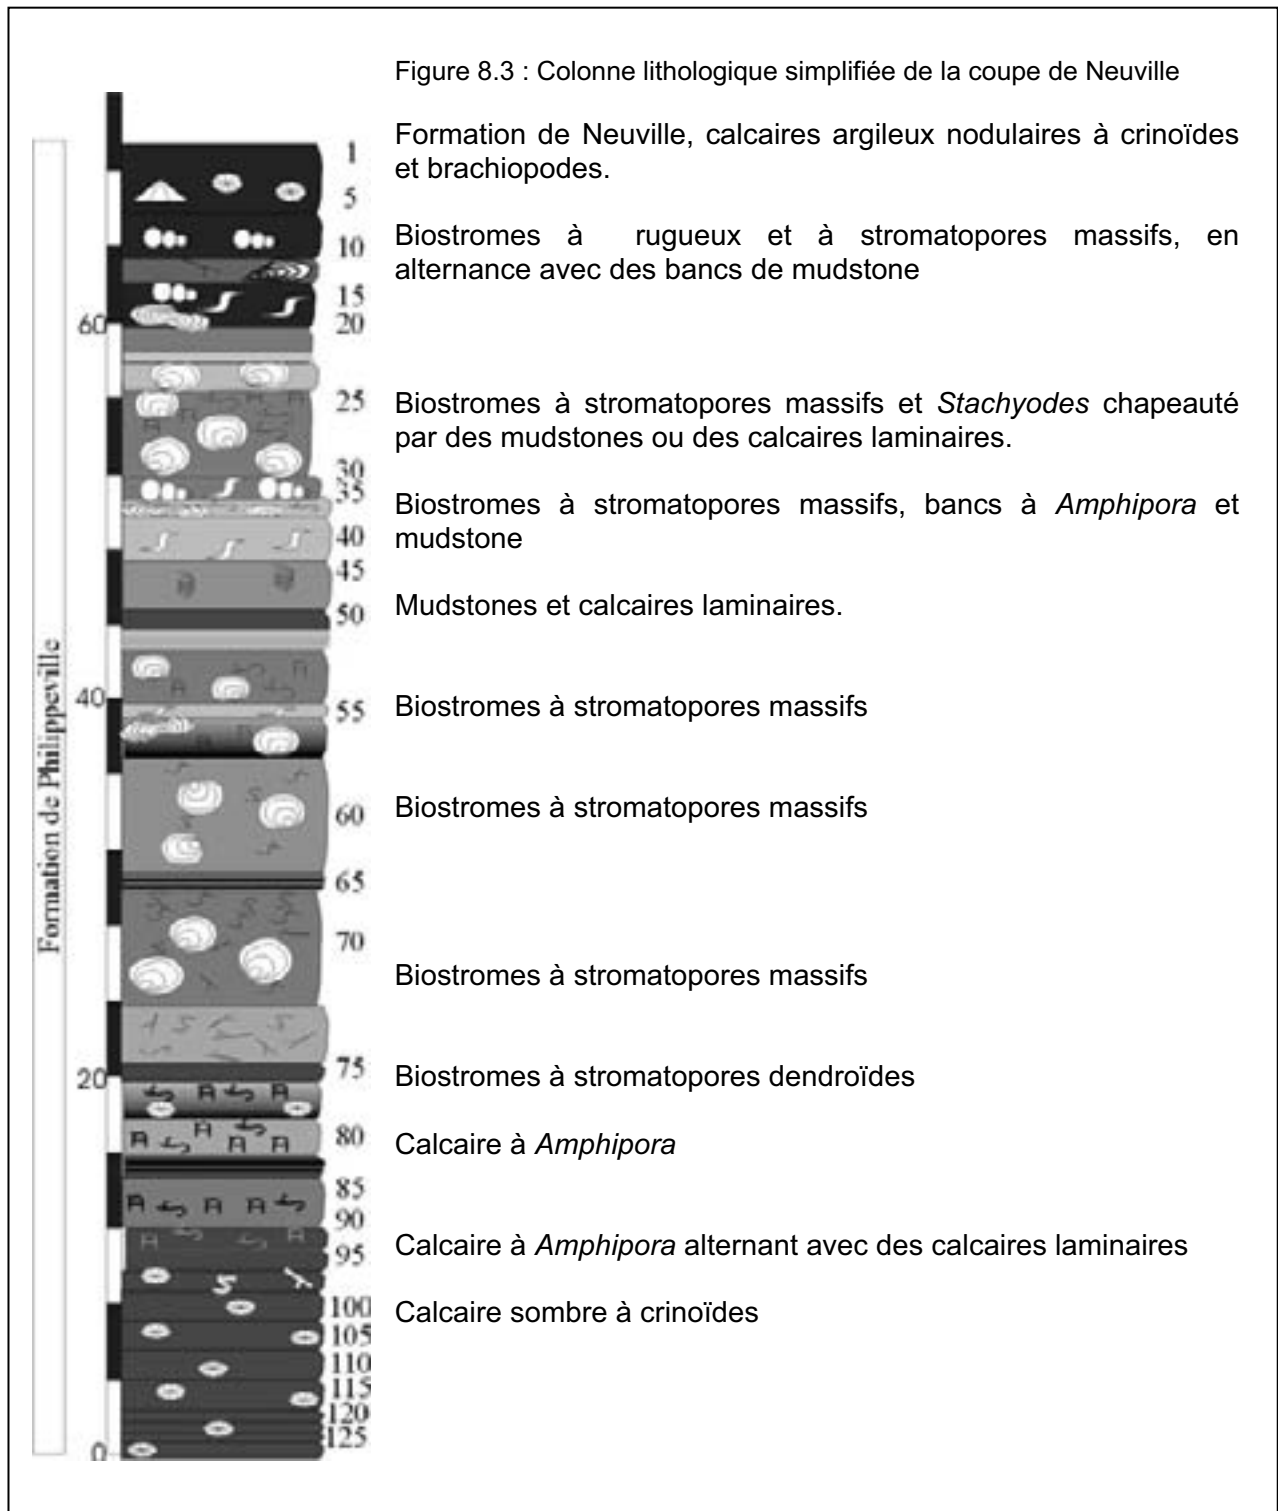 Figure 8.3 : Colonne lithologique simplifiée de la coupe de Neuville
Formation de Neuville, calcaires argileux nodulaires à crinoïdes
et brachiopodes.
Biostromes à rugueux et à stromatopores massifs, en
alternance avec des bancs de mudstone
Biostromes à stromatopores massifs et Stachyodes chapeauté
par des mudstones ou des calcaires laminaires.
Biostromes à stromatopores massifs, bancs à Amphipora et
mudstone
Mudstones et calcaires laminaires.
Biostromes à stromatopores massifs
Biostromes à stromatopores massifs
Biostromes à stromatopores massifs
Biostromes à stromatopores dendroïdes
Calcaire à Amphipora
Calcaire à Amphipora alternant avec des calcaires laminaires
Calcaire sombre à crinoïdes
Formation de Philippeville
60
40
20
0
1
5
10
15
20
25
30
35
40
45
50
55
60
65
70
75
80
85
90
95
100
105
110
115
120
125